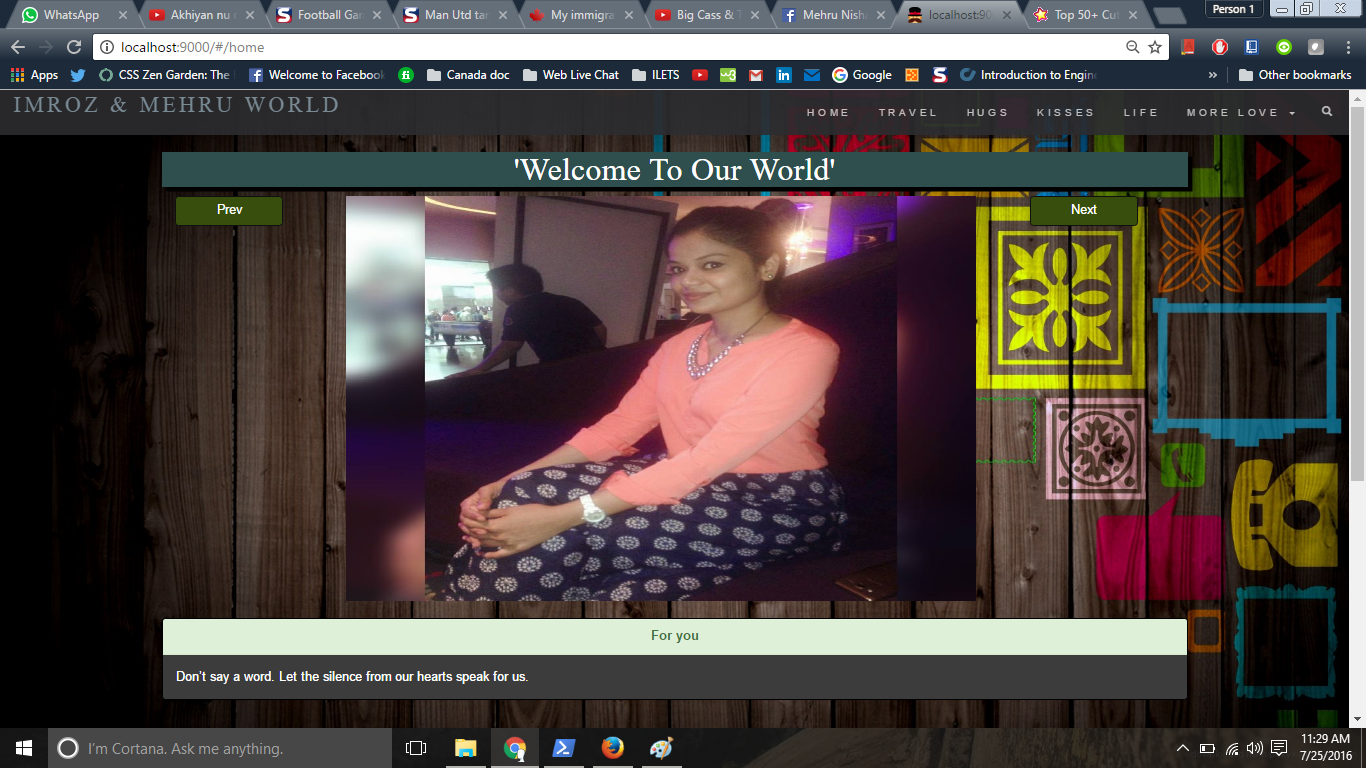 WhatsApp
Akhiyan nu r
Football Gam
Man Utd tar
My immigra
Big Cass & T
Mehru Nisha
localhost:90
Top 50+ Cut
Person 1
localhost:9000/#/home
Apps
CSS Zen Garden: The
Welcome to Facebook
Canada doc
Web Live Chat
IELTS
Google
Introduction to Engin
»
Other bookmarks
IMROZ & MEHRU WORLD
HOME TRAVEL HUGS KISSES LIFE MORE LOVE
'Welcome To Our World'
Prev
Next
For you
Don't say a word. Let the silence from our hearts speak for us.
I'm Cortana. Ask me anything.
11:29 AM
7/25/2016